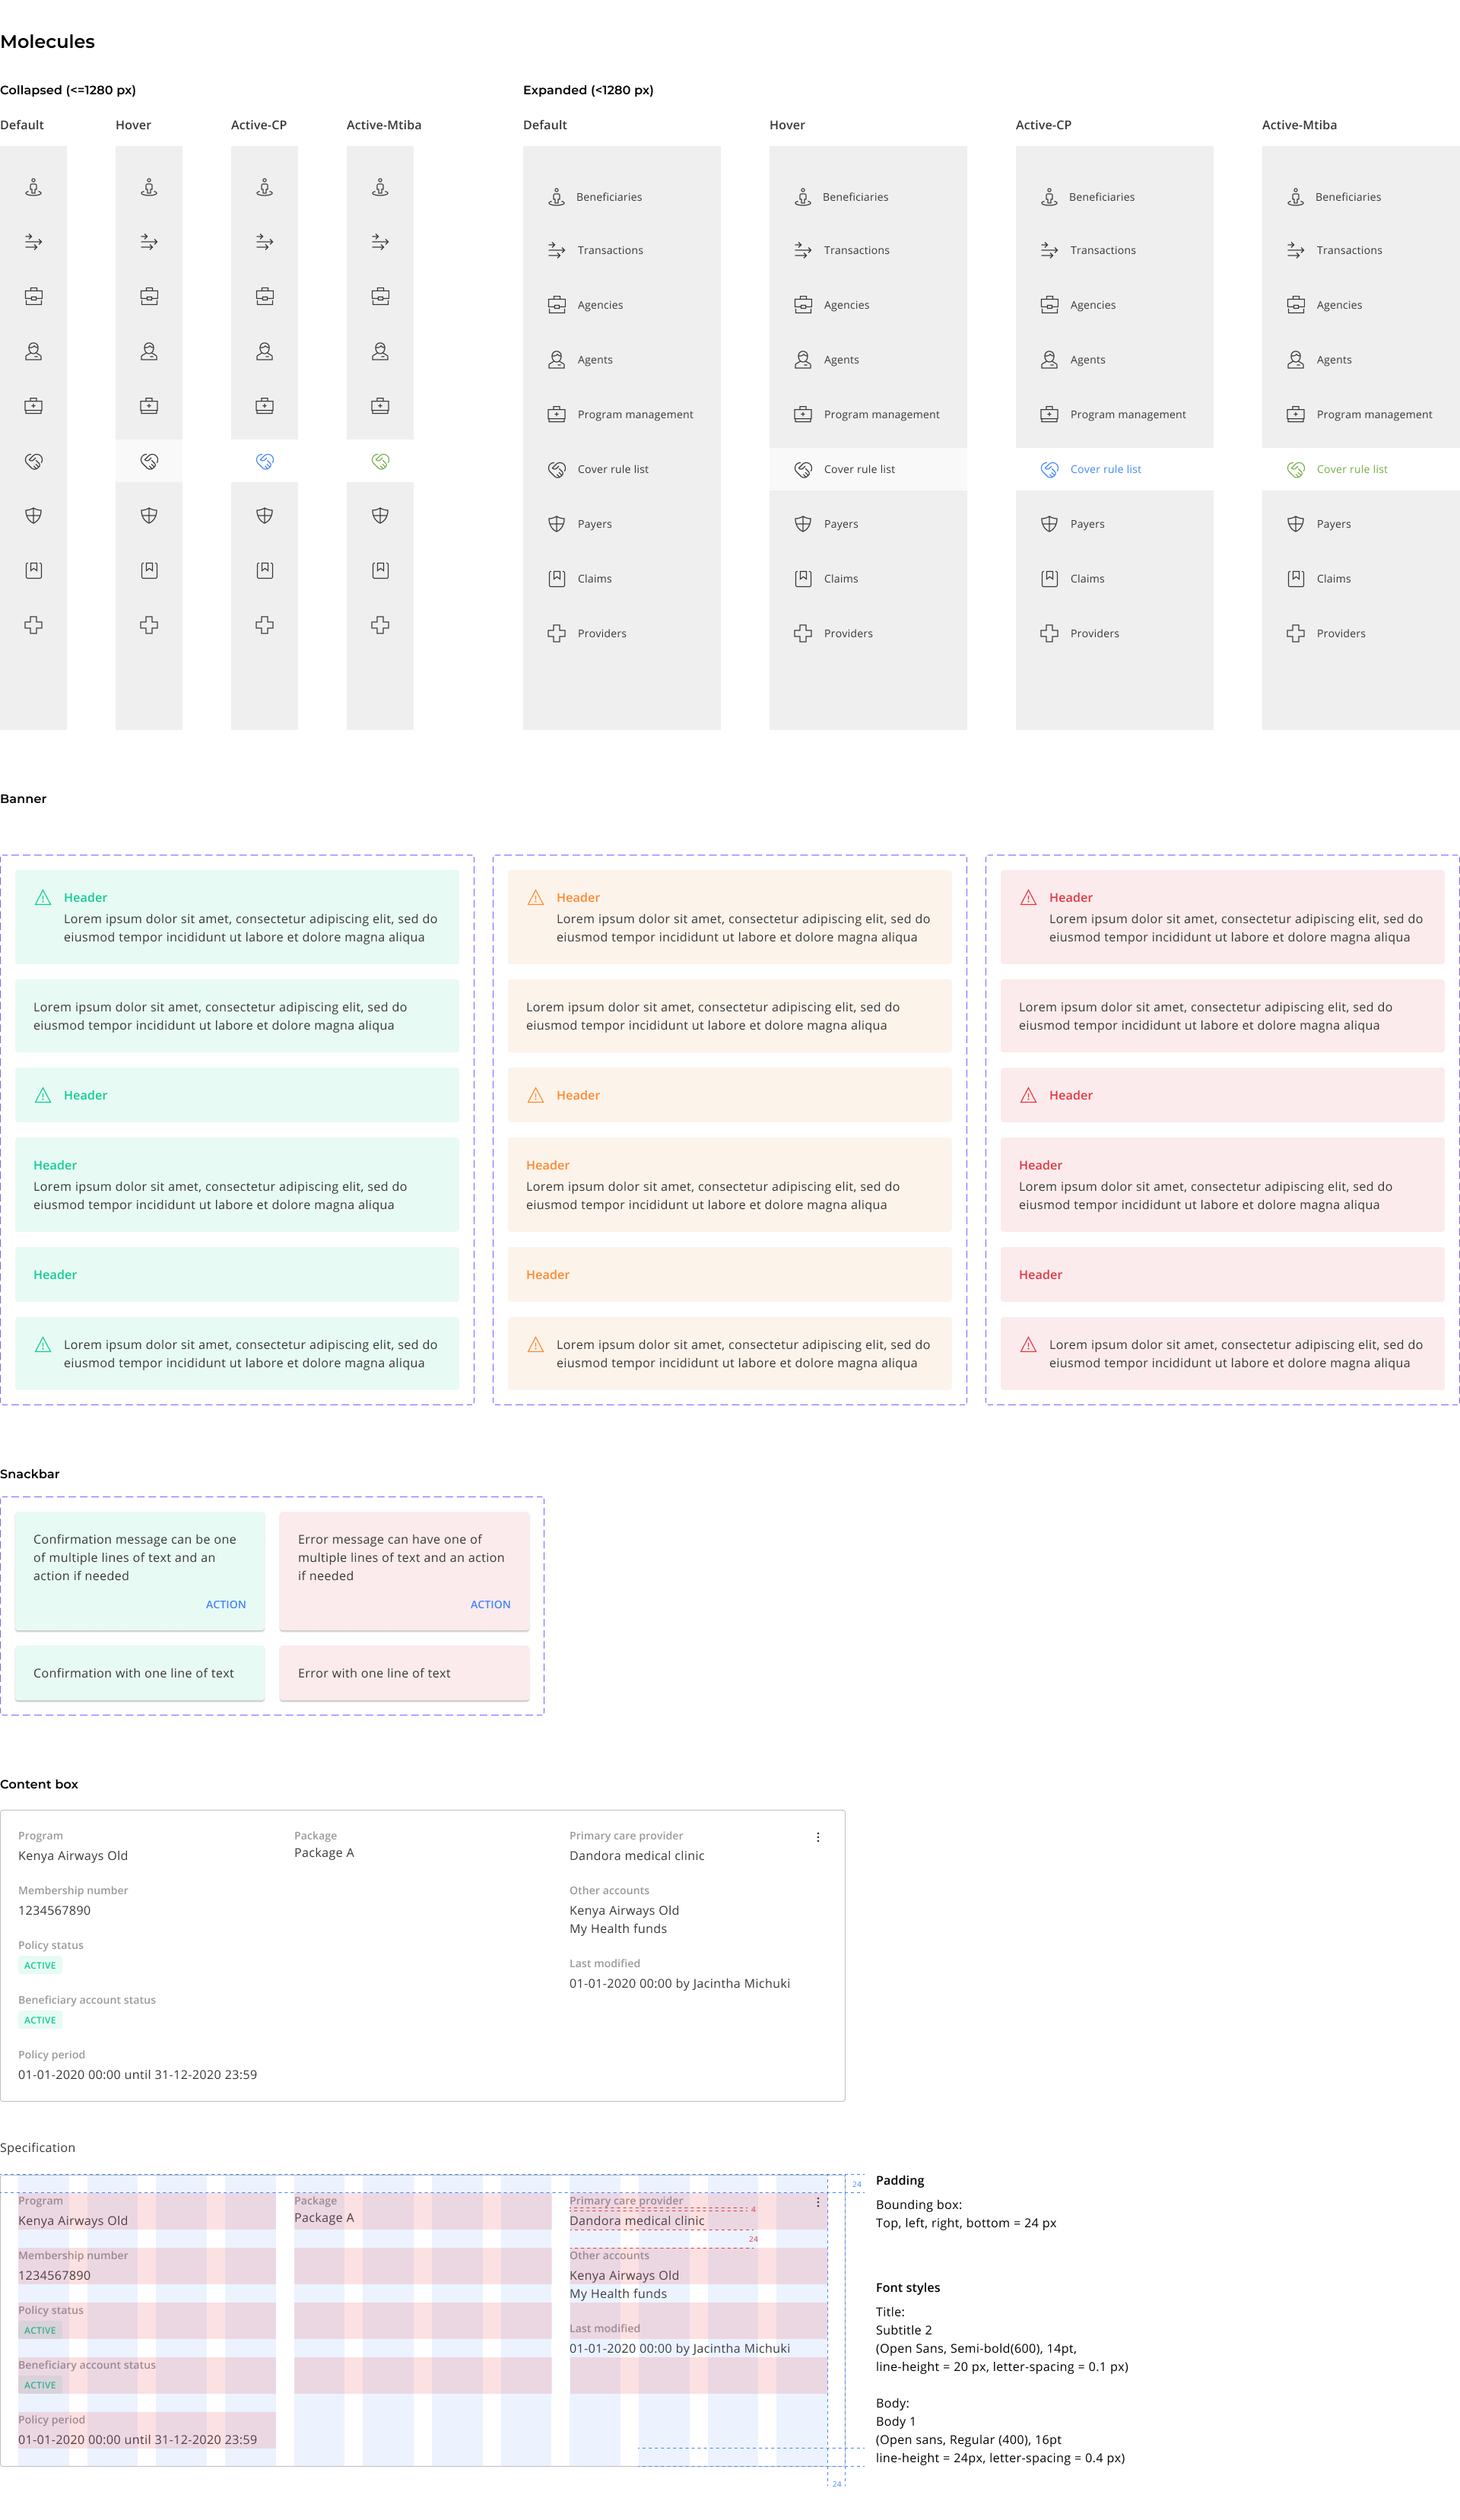 Molecules
Collapsed (<=1280 px)
Expanded (<1280 px)
Default
Hover
Active-CP
Active-Mtiba
Default
Hover
Active-CP
Active-Mtiba
Beneficiaries
Transactions
Agencies
Agents
Program management
Cover rule list
Payers
Claims
Providers
Beneficiaries
Transactions
Agencies
Agents
Program management
Cover rule list
Payers
Claims
Providers
Beneficiaries
Transactions
Agencies
Agents
Program management
Cover rule list
Payers
Claims
Providers
Beneficiaries
Transactions
Agencies
Agents
Program management
Cover rule list
Payers
Claims
Providers
Banner
Header
Lorem ipsum dolor sit amet, consectetur adipiscing elit, sed do
eiusmod tempor incididunt ut labore et dolore magna aliqua
Lorem ipsum dolor sit amet, consectetur adipiscing elit, sed do
eiusmod tempor incididunt ut labore et dolore magna aliqua
Header
Header
Lorem ipsum dolor sit amet, consectetur adipiscing elit, sed do
eiusmod tempor incididunt ut labore et dolore magna aliqua
Header
Lorem ipsum dolor sit amet, consectetur adipiscing elit, sed do
eiusmod tempor incididunt ut labore et dolore magna aliqua
Header
Lorem ipsum dolor sit amet, consectetur adipiscing elit, sed do
eiusmod tempor incididunt ut labore et dolore magna aliqua
Lorem ipsum dolor sit amet, consectetur adipiscing elit, sed do
eiusmod tempor incididunt ut labore et dolore magna aliqua
Header
Header
Lorem ipsum dolor sit amet, consectetur adipiscing elit, sed do
eiusmod tempor incididunt ut labore et dolore magna aliqua
Header
Lorem ipsum dolor sit amet, consectetur adipiscing elit, sed do
eiusmod tempor incididunt ut labore et dolore magna aliqua
Header
Lorem ipsum dolor sit amet, consectetur adipiscing elit, sed do
eiusmod tempor incididunt ut labore et dolore magna aliqua
Lorem ipsum dolor sit amet, consectetur adipiscing elit, sed do
eiusmod tempor incididunt ut labore et dolore magna aliqua
Header
Header
Lorem ipsum dolor sit amet, consectetur adipiscing elit, sed do
eiusmod tempor incididunt ut labore et dolore magna aliqua
Header
Lorem ipsum dolor sit amet, consectetur adipiscing elit, sed do
eiusmod tempor incididunt ut labore et dolore magna aliqua
Snackbar
Confirmation message can be one
of multiple lines of text and an
action if needed
ACTION
Error message can have one of
multiple lines of text and an action
if needed
ACTION
Confirmation with one line of text
Error with one line of text
Content box
Program
Kenya Airways Old
Membership number
1234567890
Policy status
ACTIVE
Beneficiary account status
ACTIVE
Policy period
01-01-2020 00:00 until 31-12-2020 23:59
Package
Package A
Primary care provider
Dandora medical clinic
Other accounts
Kenya Airways Old
My Health funds
Last modified
01-01-2020 00:00 by Jacintha Michuki
Specification
Program
Kenya Airways Old
Membership number
1234567890
Policy status
ACTIVE
Beneficiary account status
ACTIVE
Policy period
01-01-2020 00:00 until 31-12-2020 23:59
Package
Package A
Primary care provider
4
Dandora medical clinic
24
Other accounts
Kenya Airways Old
My Health funds
Last modified
01-01-2020 00:00 by Jacintha Michuki
24
24
Padding
Bounding box:
Top, left, right, bottom = 24 px
Font styles
Title:
Subtitle 2
(Open Sans, Semi-bold(600), 14pt,
line-height = 20 px, letter-spacing = 0.1 px)
Body:
Body 1
(Open sans, Regular (400), 16pt
line-height = 24px, letter-spacing = 0.4 px)